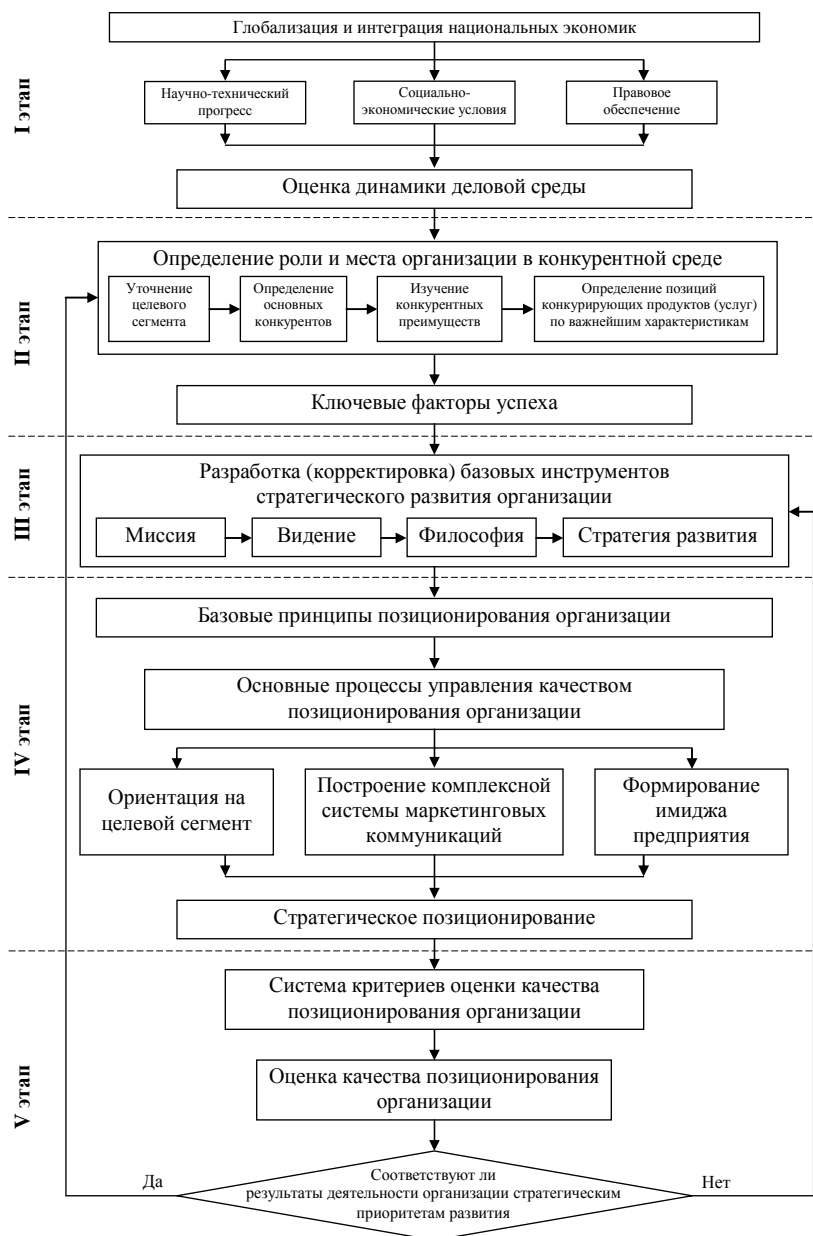 Глобализация и интеграция национальных экономик
I этап
Научно-технический
прогресс
Социально-
экономические условия
Правовое
обеспечение
Оценка динамики деловой среды
II этап
Определение роли и места организации в конкурентной среде
Уточнение
целевого
сегмента
Определение
основных
конкурентов
Изучение
конкурентных
преимуществ
Определение позиций
конкурирующих продуктов (услуг)
по важнейшим характеристикам
Ключевые факторы успеха
III этап
Разработка (корректировка) базовых инструментов
стратегического развития организации
Миссия
Видение
Философия
Стратегия развития
IV этап
Базовые принципы позиционирования организации
Основные процессы управления качеством
позиционирования организации
Ориентация на
целевой сегмент
Построение комплексной
системы маркетинговых
коммуникаций
Формирование
имиджа
предприятия
Стратегическое позиционирование
V этап
Система критериев оценки качества
позиционирования организации
Оценка качества позиционирования
организации
Да
Соответствуют ли
результаты деятельности организации стратегическим
приоритетам развития
Нет